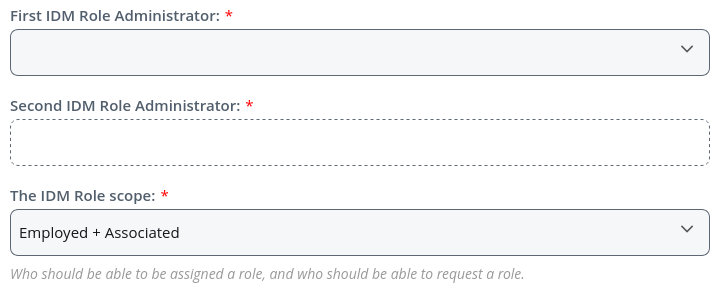 First IDM Role Administrator: *
Second IDM Role Administrator: *
The IDM Role scope: *
Employed + Associated
Who should be able to be assigned a role, and who should be able to request a role.